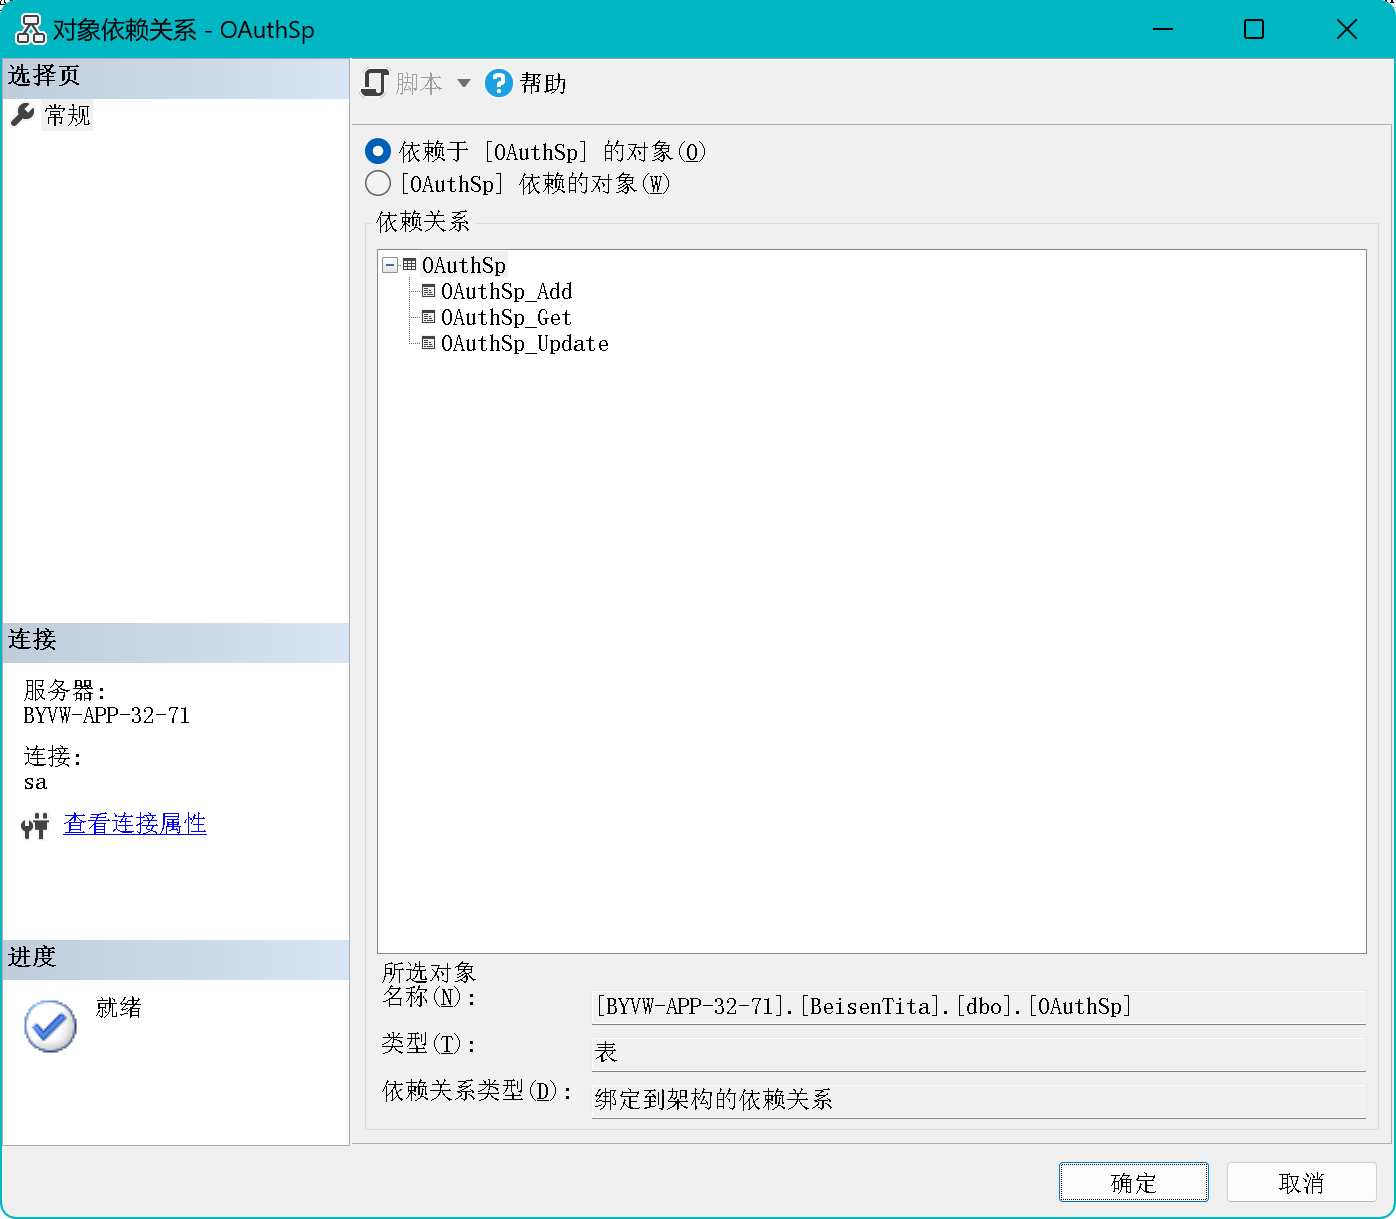 对象依赖关系 - OAuthSp
选择页
常规
脚本
帮助
依赖于 [OAuthSp] 的对象(O)
[OAuthSp] 依赖的对象(W)
依赖关系
OAuthSp
OAuthSp_Add
OAuthSp_Get
OAuthSp_Update
连接
服务器:
BYVW-APP-32-71
连接:
sa
查看连接属性
进度
就绪
所选对象
名称(N):
[BYVW-APP-32-71].[BeisenTita].[dbo].[OAuthSp]
类型(T):
表
依赖关系类型(D):
绑定到架构的依赖关系
确定
取消